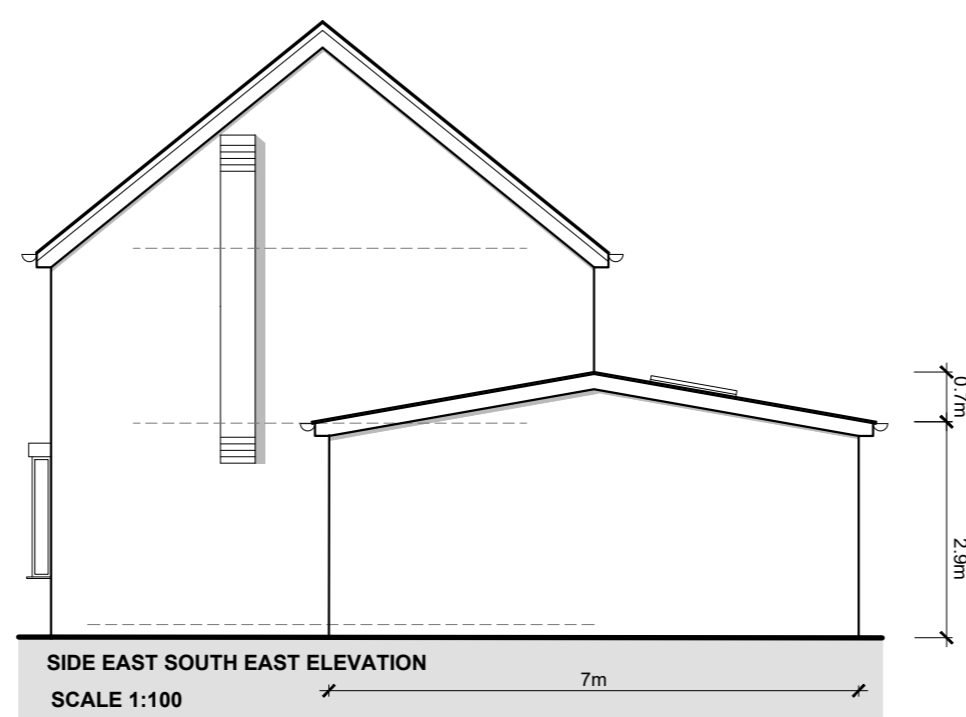 0.7m
2.9m
SIDE EAST SOUTH EAST ELEVATION
7m
SCALE 1:100